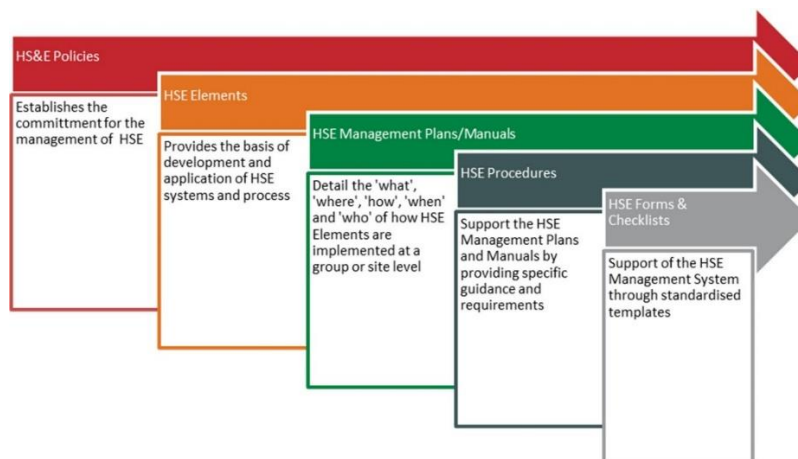 HS&E Policies
Establishes the
committment for the
management of HSE
HSE Elements
Provides the basis of
development and
application of HSE
systems and process
HSE Management Plans/Manuals
Detail the 'what',
'where', 'how', 'when'
and 'who' of how HSE
Elements are
implemented at a
group or site level
HSE Procedures
Support the HSE
Management Plans
and Manuals by
providing specific
guidance and
requirements
HSE Forms &
Checklists
Support of the HSE
Management System
through standardised
templates